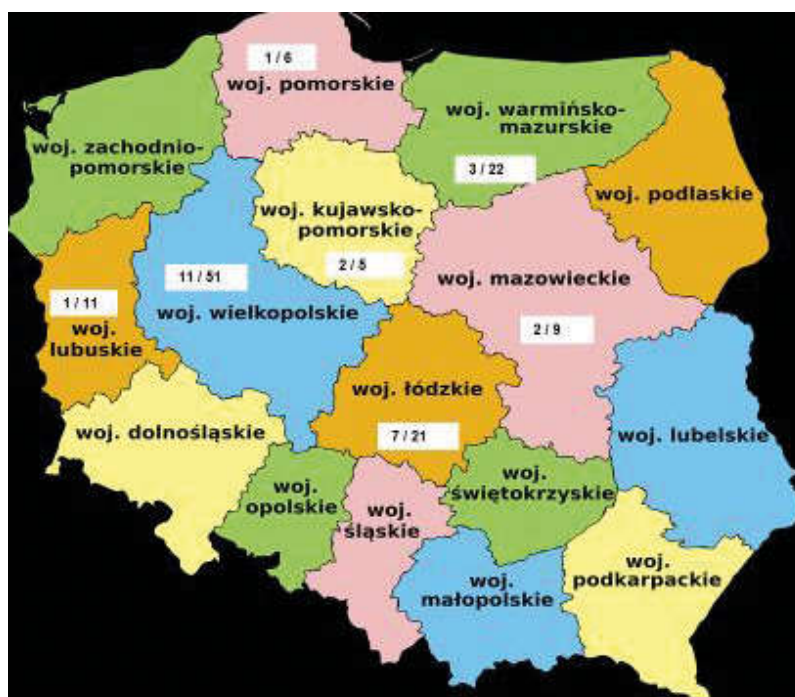 1 / 6
woj. pomorskie
woj. warmińsko-
mazurskie
3 / 22
woj. zachodnio-
pomorskie
woj. podlaskie
woj. kujawsko-
pomorskie
2 / 5
woj. mazowieckie
2 / 9
11 / 51
woj. wielkopolskie
1 / 11
woj.
lubuskie
woj. łódzkie
7 / 21
woj. dolnośląskie
woj. lubelskie
woj.
opolskie
woj.
śląskie
woj.
świętokrzyskie
woj.
małopolskie
woj.
podkarpackie